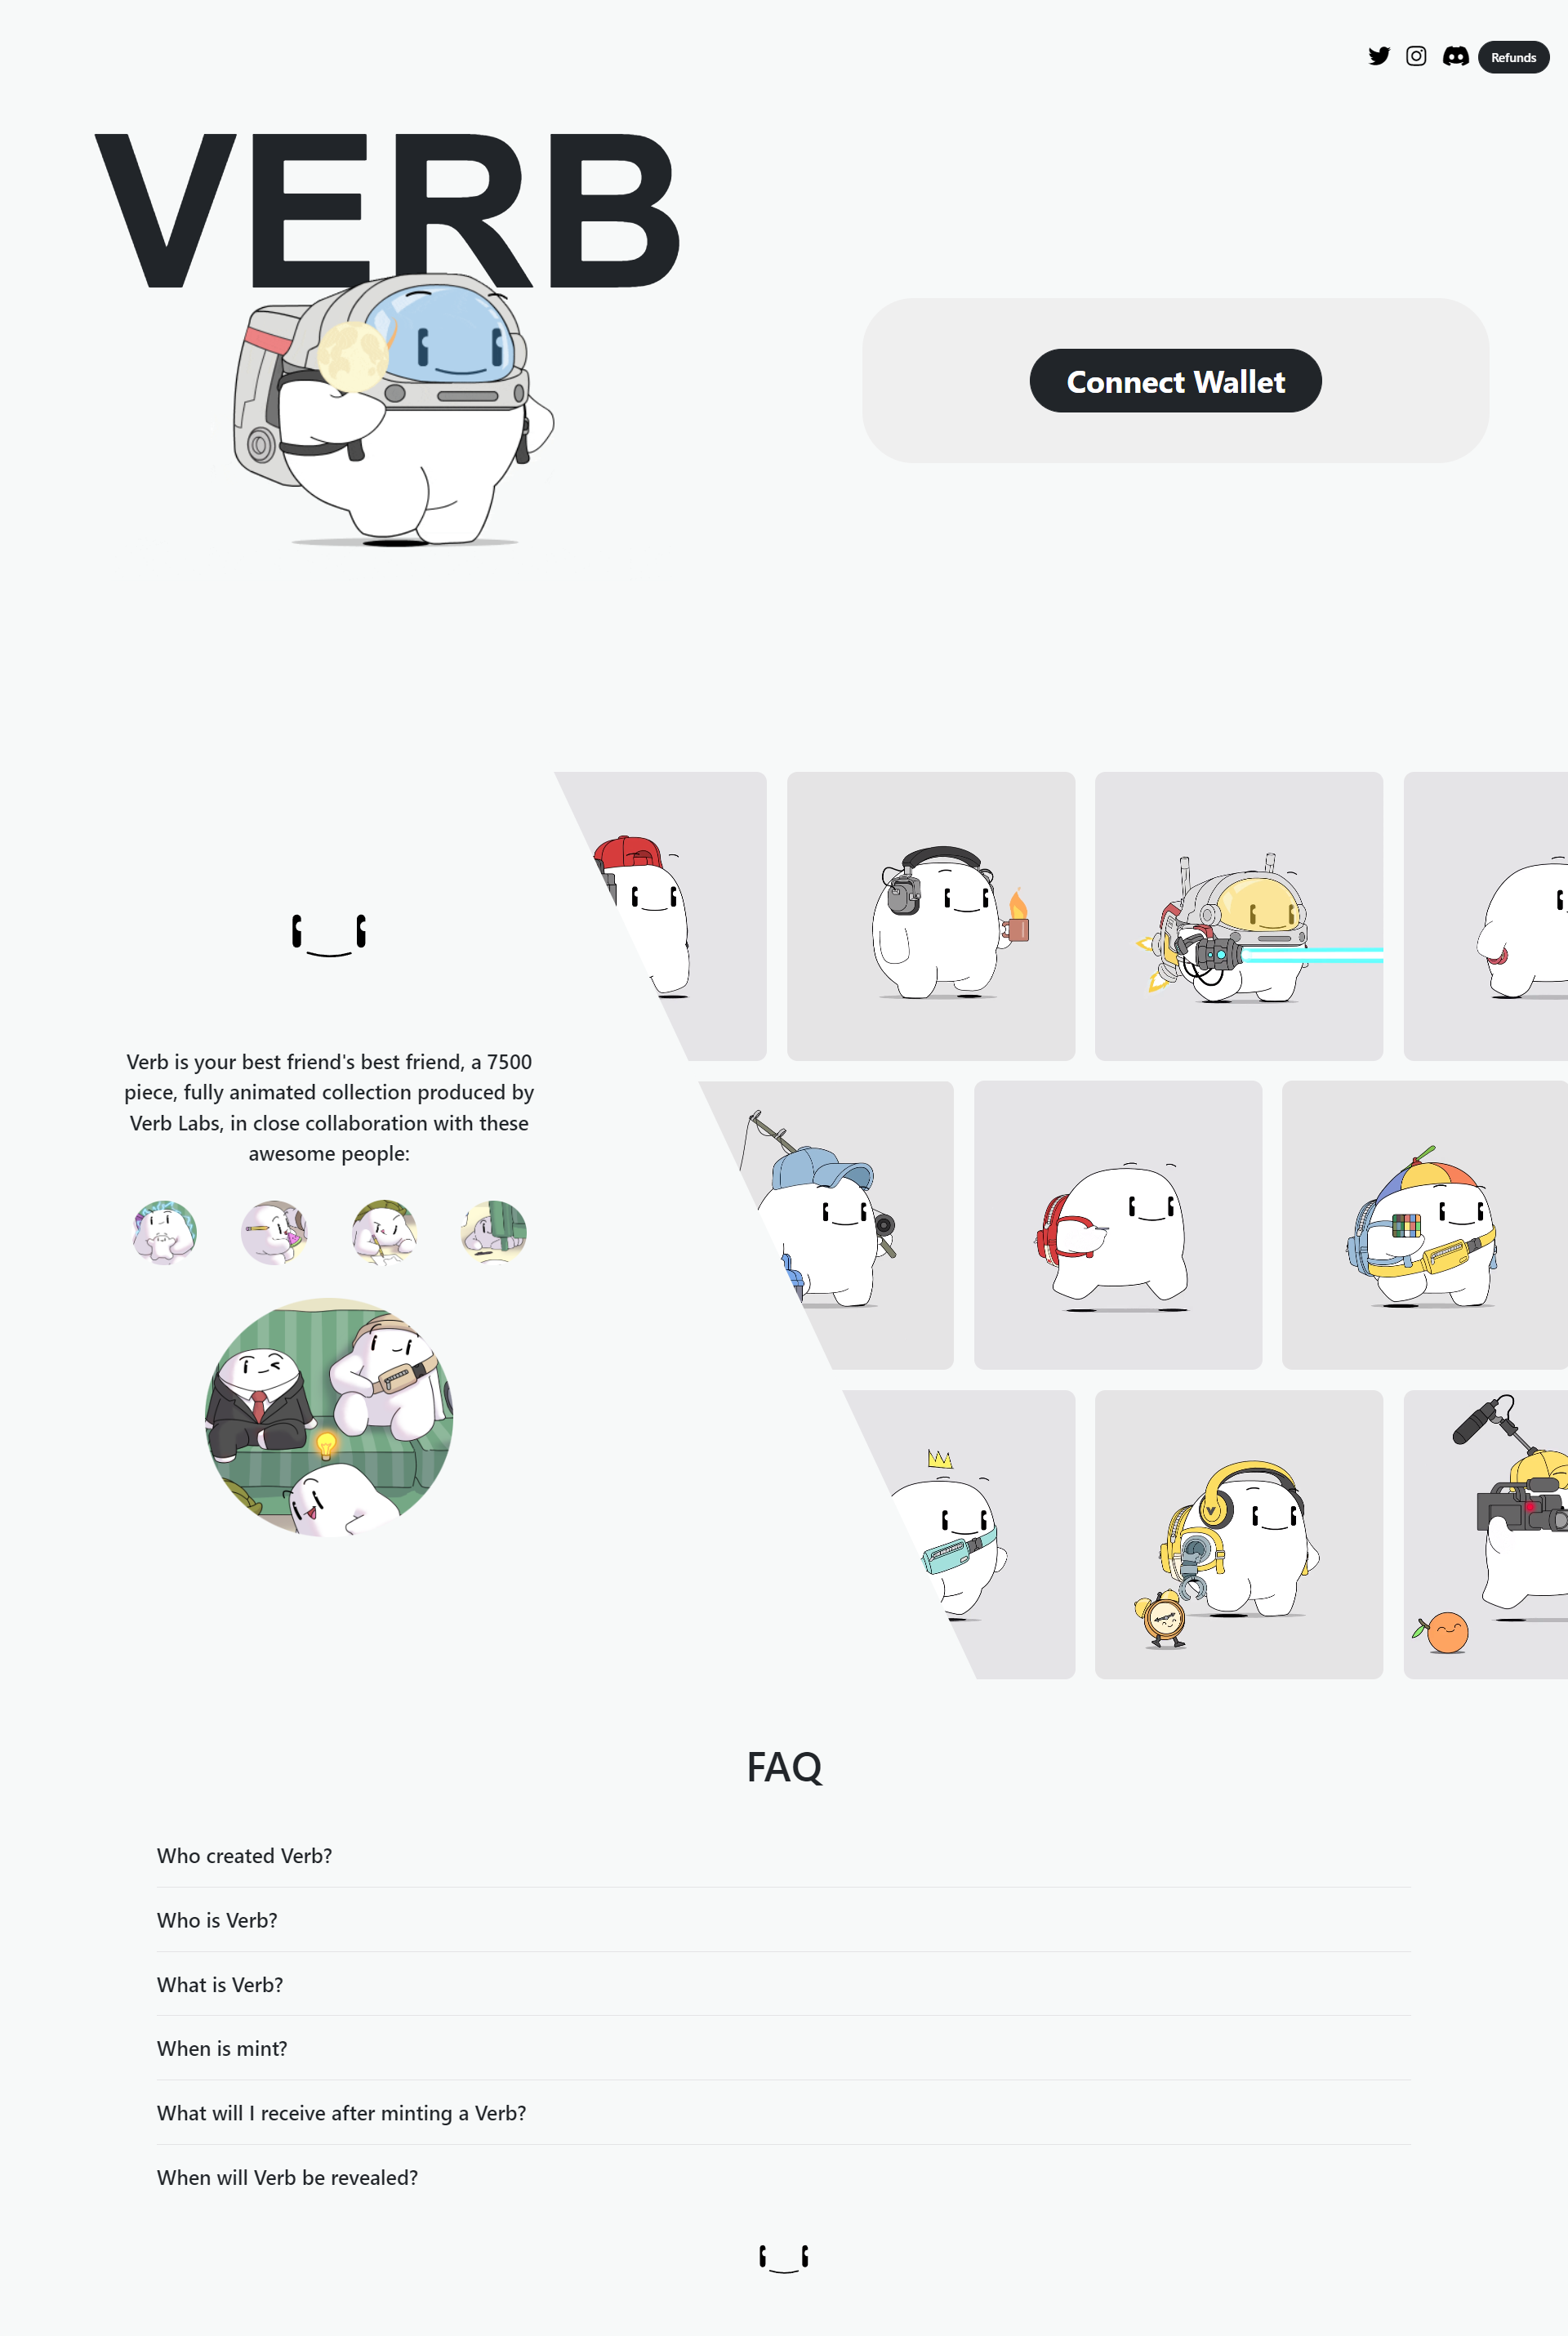 Refunds
VERB
Connect Wallet
Verb is your best friend's best friend, a 7500
piece, fully animated collection produced by
Verb Labs, in close collaboration with these
awesome people:
V
FAQ
Who created Verb?
Who is Verb?
What is Verb?
When is mint?
What will I receive after minting a Verb?
When will Verb be revealed?